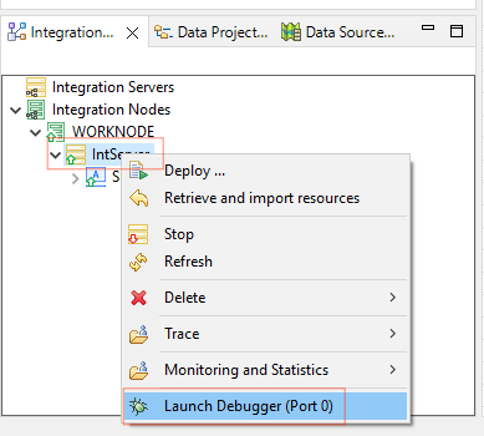 Integration... Data Project... Data Source...
Integration Servers
Integration Nodes
WORKNODE
IntServer
S
Deploy ...
Retrieve and import resources
Stop
Refresh
Delete
Trace
Monitoring and Statistics
Launch Debugger (Port 0)